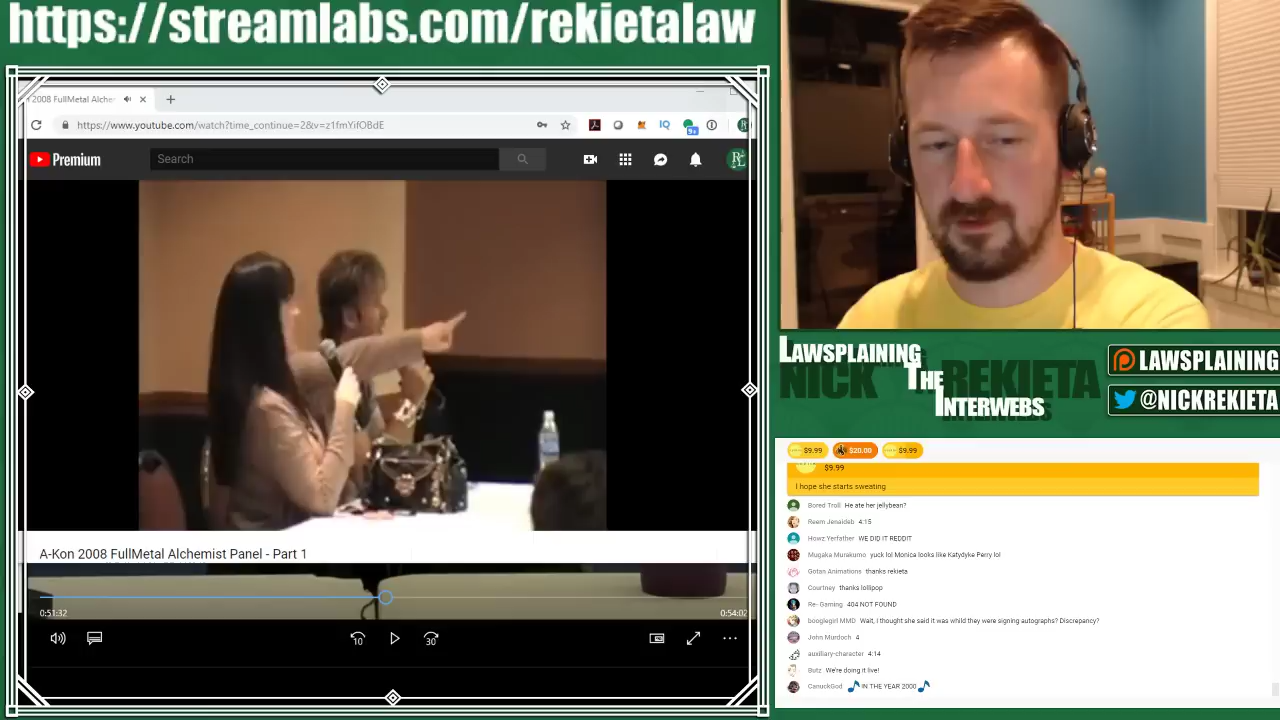 https://streamlabs.com/rekietalaw
2008 FullMetal Alche
https://www.youtube.com/watch?time_continue=2&v=z1fmYifOBdE
IQ
9+
Premium
Search
A-Kon 2008 FullMetal Alchemist Panel - Part 1
0:51:32
0:54:02
10
30
LAWSPLAINING
THE
INTERWEBS
NICK REKIETA
LAWSPLAINING
@NICKREKIETA
$9.99
$20.00
$9.99
$9.99
I hope she starts sweating
Bored Troll He ate her jellybean?
Reem Jenaideb 4:15
Howz Yerfather WE DID IT REDDIT
Mugaka Murakumo yuck lol Monica looks like Katydyke Perry lol
Gotan Animations thanks rekieta
Courtney thanks lollipop
Re- Gaming 404 NOT FOUND
boogiegirl MMD Wait, I thought she said it was whild they were signing autographs? Discrepancy?
John Murdoch 4
auxiliary-character 4:14
Butz We're doing it live!
CanuckGod 🎵 IN THE YEAR 2000 🎵